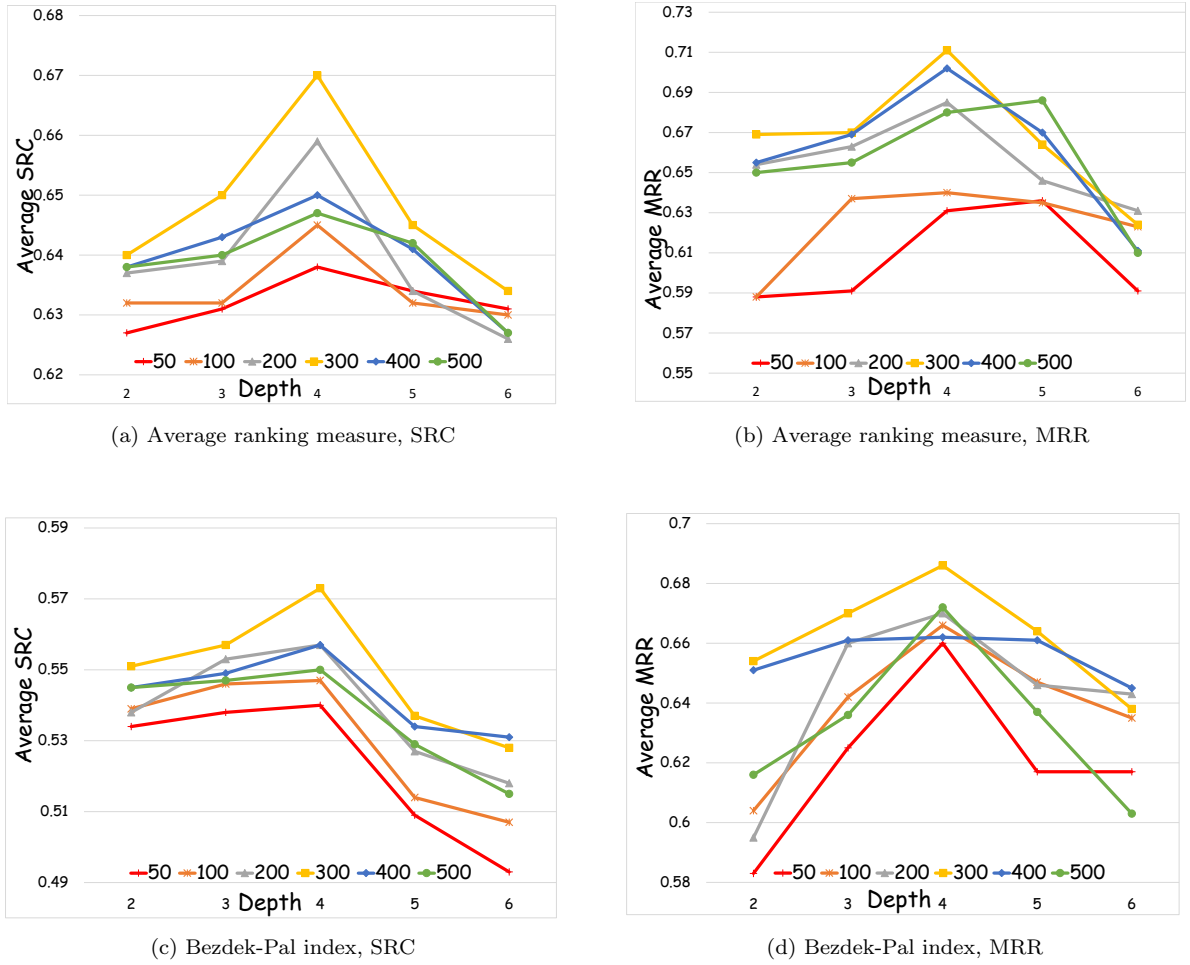 0.68
0.67
0.66
0.65
0.64
0.63
0.62
Average SRC
50 100 200 300 400 500
2 3 4 5 6
Depth
(a) Average ranking measure, SRC
0.73
0.71
0.69
0.67
0.65
0.63
0.61
0.59
0.57
0.55
Average MRR
50 100 200 300 400 500
2 3 4 5 6
Depth
(b) Average ranking measure, MRR
0.59
0.57
0.55
0.53
0.51
0.49
Average SRC
50 100 200 300 400 500
2 3 4 5 6
Depth
(c) Bezdek-Pal index, SRC
0.7
0.68
0.66
0.64
0.62
0.6
0.58
Average MRR
50 100 200 300 400 500
2 3 4 5 6
Depth
(d) Bezdek-Pal index, MRR